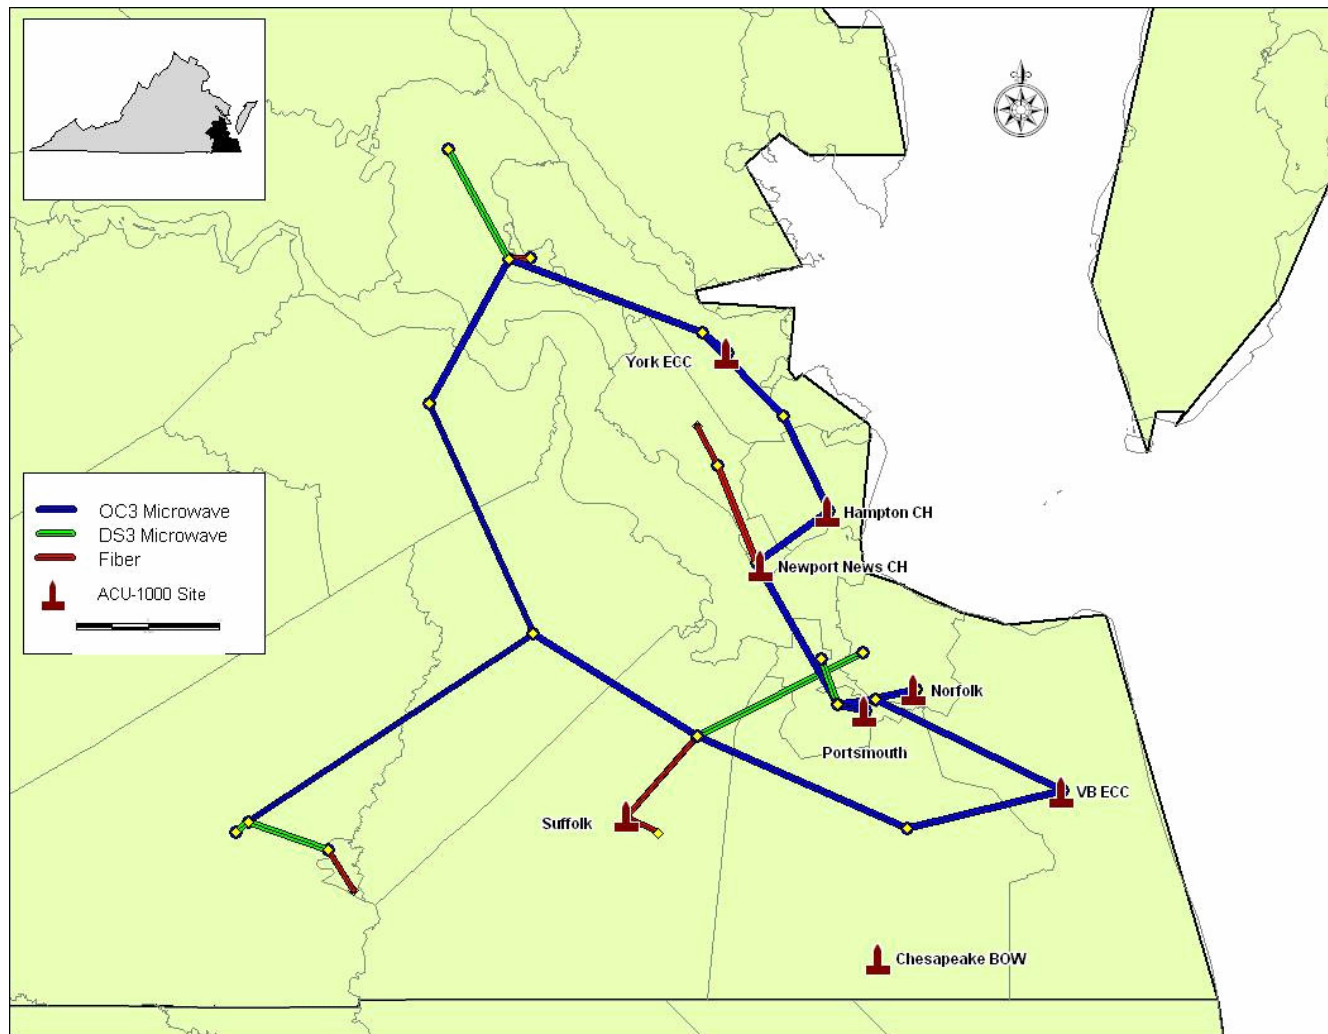 York ECC
OC3 Microwave
DS3 Microwave
Fiber
ACU-1000 Site
Hampton CH
Newport News CH
Norfolk
Portsmouth
VB ECC
Suffolk
Chesapeake BOW